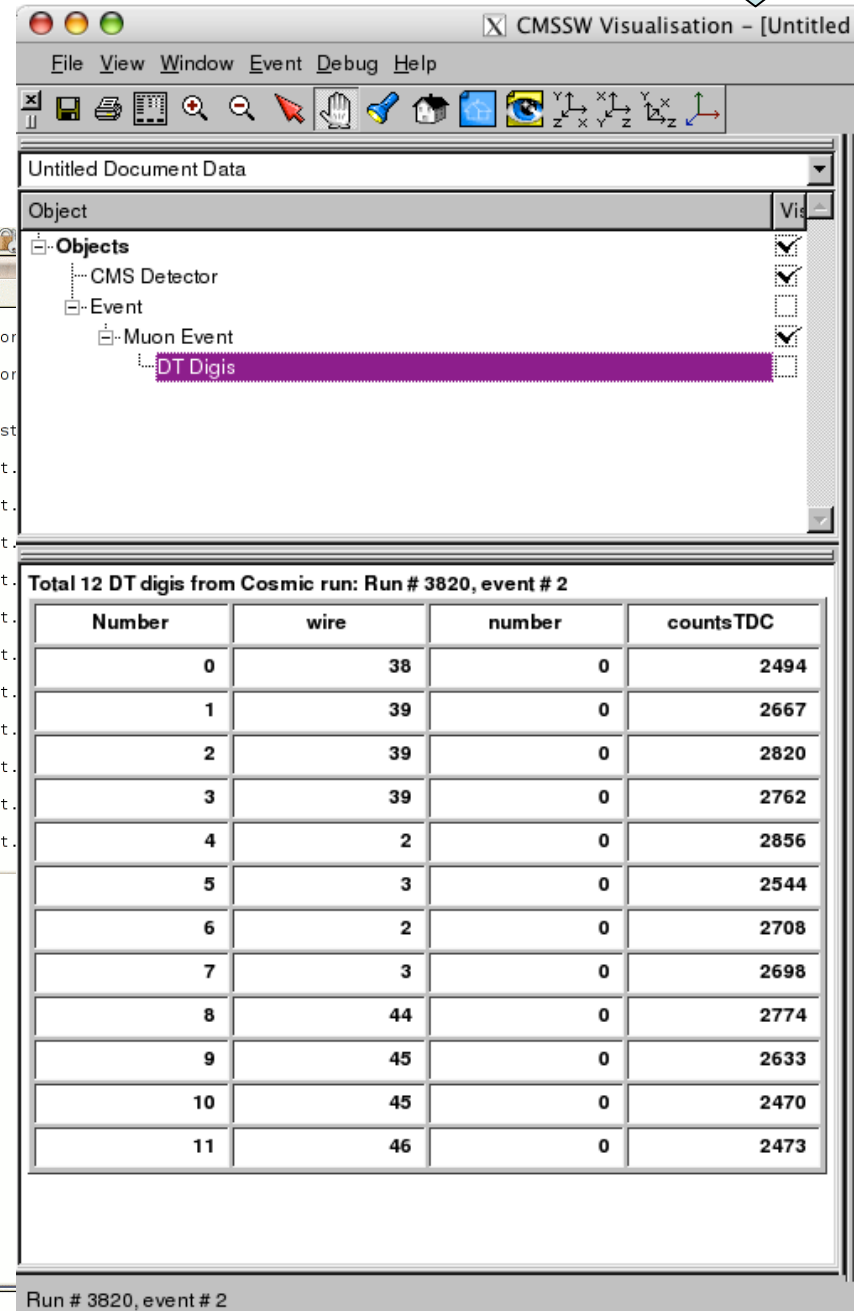 X CMSSW Visualisation – [Untitled
File View Window Event Debug Help
Untitled Document Data
Object Vis
Objects
CMS Detector
Event
Muon Event
DT Digis
or
or
st
t.
t.
t.
t.
t.
t.
t.
t.
t.
t.
t.
Total 12 DT digis from Cosmic run: Run # 3820, event # 2
Number wire number countsTDC
0 38 0 2494
1 39 0 2667
2 39 0 2820
3 39 0 2762
4 2 0 2856
5 3 0 2544
6 2 0 2708
7 3 0 2698
8 44 0 2774
9 45 0 2633
10 45 0 2470
11 46 0 2473
Run # 3820, event # 2